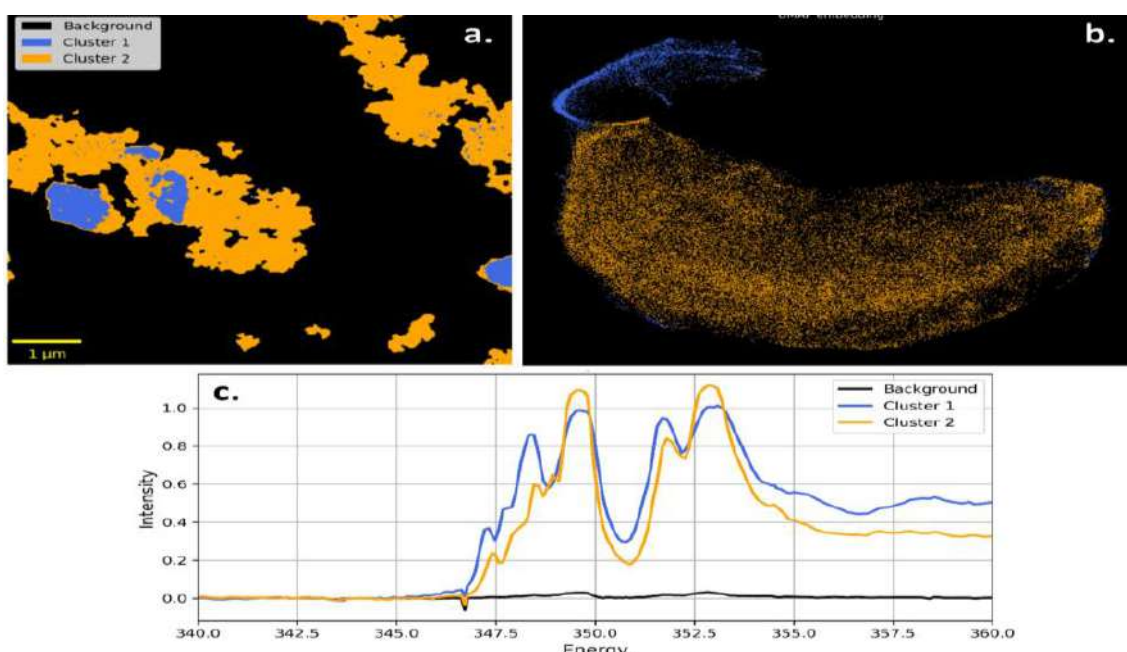 Background
Cluster 1
Cluster 2
a.
1 μm
UMAP embedding
b.
c.
Background
Cluster 1
Cluster 2
Intensity
1.0
0.8
0.6
0.4
0.2
0.0
340.0 342.5 345.0 347.5 350.0 352.5 355.0 357.5 360.0
Energy